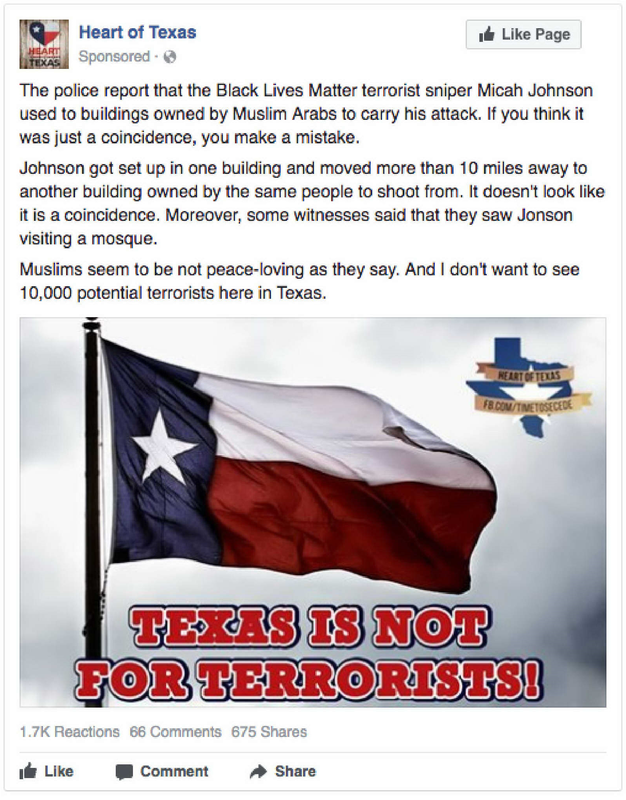 Heart of Texas
Sponsored ·
Like Page
HEART
TEXAS
The police report that the Black Lives Matter terrorist sniper Micah Johnson
used to buildings owned by Muslim Arabs to carry his attack. If you think it
was just a coincidence, you make a mistake.
Johnson got set up in one building and moved more than 10 miles away to
another building owned by the same people to shoot from. It doesn't look like
it is a coincidence. Moreover, some witnesses said that they saw Jonson
visiting a mosque.
Muslims seem to be not peace-loving as they say. And I don't want to see
10,000 potential terrorists here in Texas.
HEART OF TEXAS
FB.COM/TIMETOSECEDE
TEXAS IS NOT
FOR TERRORISTS!
1.7K Reactions 66 Comments 675 Shares
Like Comment Share